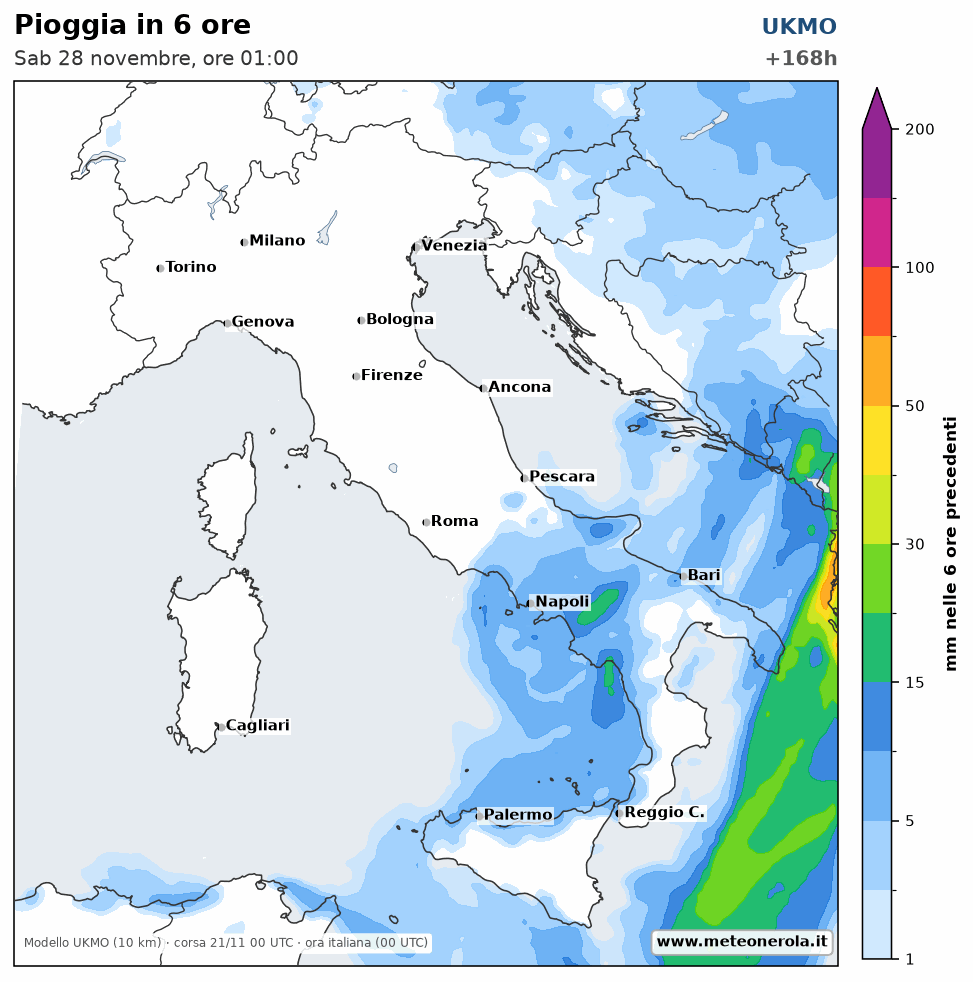 Pioggia in 6 ore
UKMO
Sab 28 novembre, ore 01:00
+168h
200
100
50
30
15
5
1
mm nelle 6 ore precedenti
Milano
Venezia
Torino
Genova
Bologna
Firenze
Ancona
Pescara
Roma
Bari
Napoli
Cagliari
Palermo
Reggio C.
Modello UKMO (10 km) · corsa 21/11 00 UTC · ora italiana (00 UTC)
www.meteonerola.it